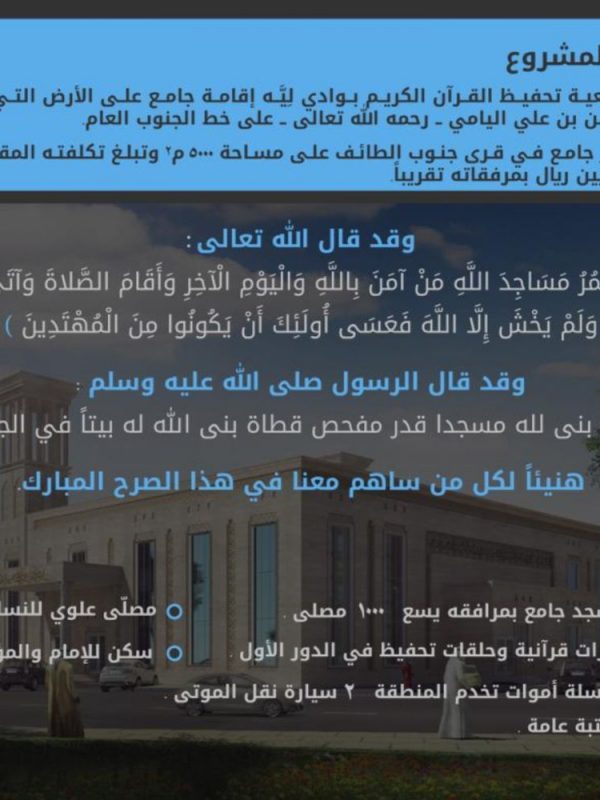 لمشروع
عية تحفيظ القرآن الكريم بوادي ليَّه إقامة جامع على الأرض التي
ن بن علي اليامي ـ رحمه الله تعالى ـ على خط الجنوب العام.
جامع في قرى جنوب الطائف على مساحة ٥٠٠٠ م٢ وتبلغ تكلفته المق
ين ريال بمرفقاته تقريباً.
وقد قال الله تعالى :
مُرُ مَسَاجِدَ اللَّهِ مَنْ آمَنَ بِاللَّهِ وَالْيَوْمِ الْآخِرِ وَأَقَامَ الصَّلاةَ وَآتَى
وَلَمْ يَخْشَ إِلَّا اللَّهَ فَعَسَى أُولَئِكَ أَنْ يَكُونُوا مِنَ الْمُهْتَدِينَ )
وقد قال الرسول صلى الله عليه وسلم :
بنى لله مسجدا قدر مفحص قطاة بنى الله له بيتاً في الج
هنيئاً لكل من ساهم معنا في هذا الصرح المبارك.
جد جامع بمرافقه يسع ١٠٠٠ مصلى .
مصلّى علوي للنسا
رات قرآنية وحلقات تحفيظ في الدور الأول .
سكن للإمام والمؤ
سلة أموات تخدم المنطقة ٢ سيارة نقل الموتى .
تبة عامة .